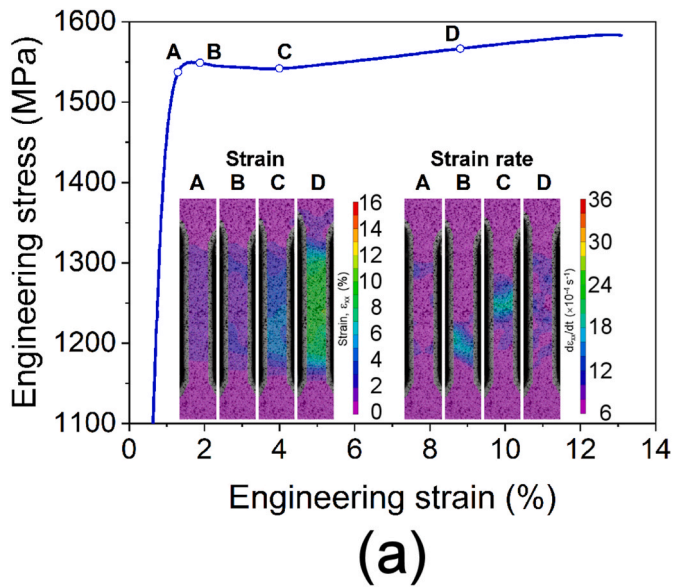 1600
1500
1400
1300
1200
1100
Engineering stress (MPa)
A
B
C
D
Strain
A B C D
16
14
12
10
8
6
4
2
0
Strain, εxx (%)
Strain rate
A B C D
36
30
24
18
12
6
dεxx/dt (×10⁻⁴ s⁻¹)
0 2 4 6 8 10 12 14
Engineering strain (%)
(a)